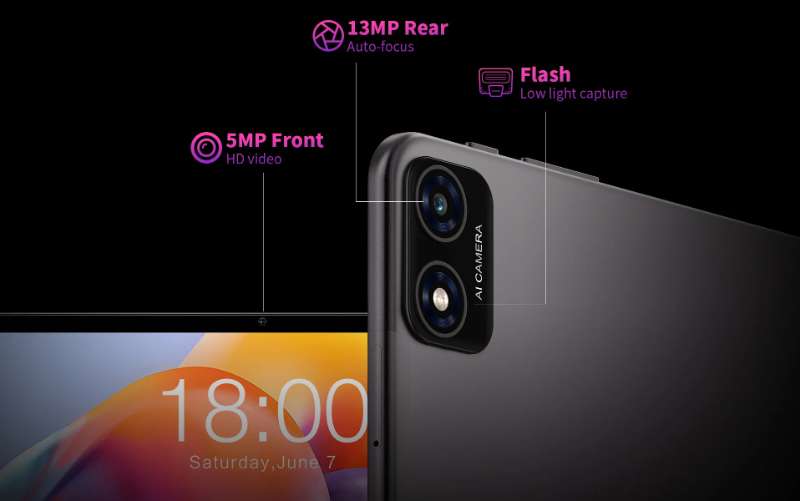 13MP Rear
Auto-focus
Flash
Low light capture
5MP Front
HD video
AI CAMERA
18:00
Saturday,June 7